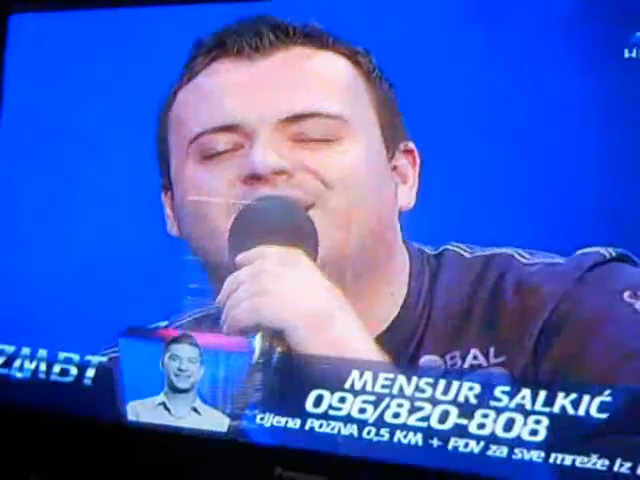 BAL
ZMBT
MENSUR SALKIĆ
096/820-808
cijena POZIVA 0,5 KM + PDV za sve mreže iz